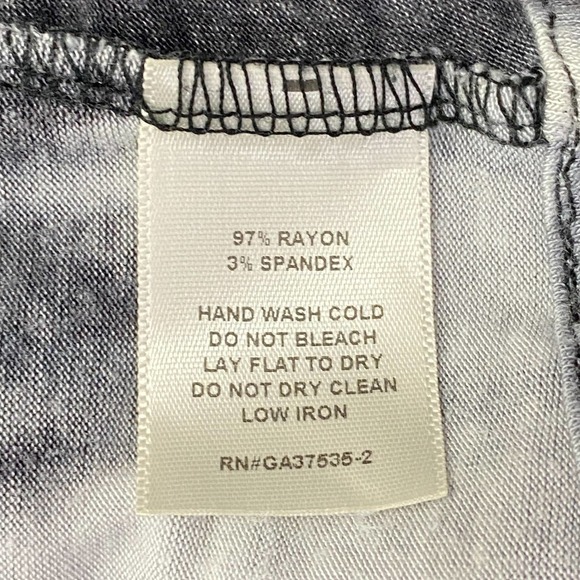 97% RAYON
3% SPANDEX
HAND WASH COLD
DO NOT BLEACH
LAY FLAT TO DRY
DO NOT DRY CLEAN
LOW IRON
RN#GA37535-2